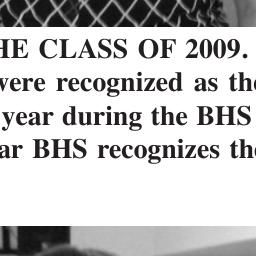 HE CLASS OF 2009.
were recognized as the
year during the BHS
ar BHS recognizes the